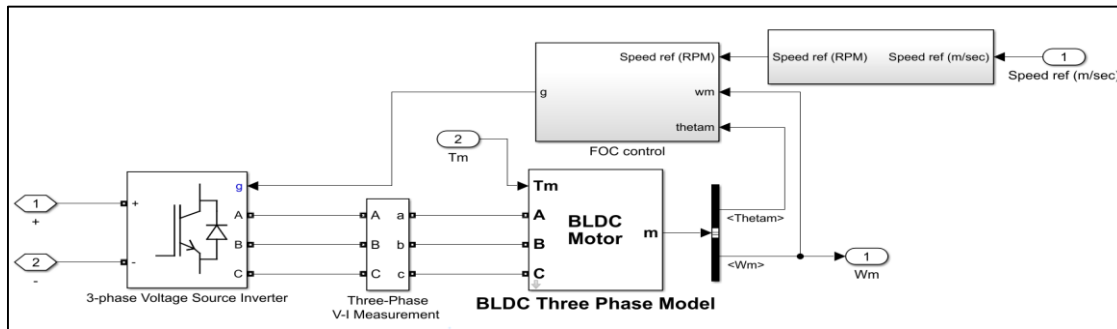 Speed ref (RPM)
g
wm
thetam
FOC control
Speed ref (RPM)
Speed ref (m/sec)
1
Speed ref (m/sec)
2
Tm
1
+
2
-
+
-
g
A
B
C
3-phase Voltage Source Inverter
A
B
C
a
b
c
Three-Phase
V-I Measurement
Tm
A
B
C
BLDC
Motor
m
BLDC Three Phase Model
<Thetam>
<Wm>
1
Wm